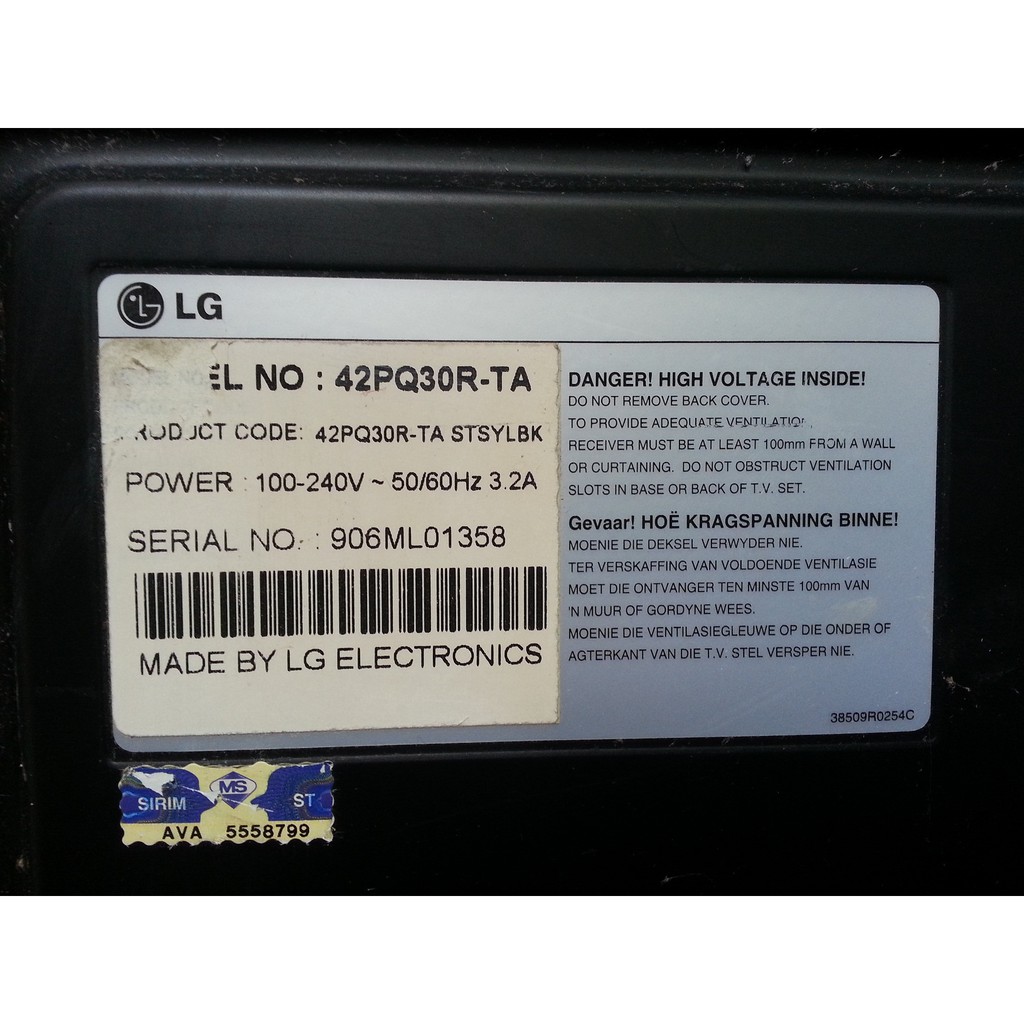 LG
EL NO : 42PQ30R-TA
PRODUCT CODE: 42PQ30R-TA STSYLBK
POWER : 100-240V ~ 50/60Hz 3.2A
SERIAL NO. : 906ML01358
MADE BY LG ELECTRONICS
DANGER! HIGH VOLTAGE INSIDE!
DO NOT REMOVE BACK COVER.
TO PROVIDE ADEQUATE VENTILATION,
RECEIVER MUST BE AT LEAST 100mm FROM A WALL
OR CURTAINING. DO NOT OBSTRUCT VENTILATION
SLOTS IN BASE OR BACK OF T.V. SET.
Gevaar! HOË KRAGSPANNING BINNE!
MOENIE DIE DEKSEL VERWYDER NIE.
TER VERSKAFFING VAN VOLDOENDE VENTILASIE
MOET DIE ONTVANGER TEN MINSTE 100mm VAN
'N MUUR OF GORDYNE WEES.
MOENIE DIE VENTILASIEGLEUWE OP DIE ONDER OF
AGTERKANT VAN DIE T.V. STEL VERSPER NIE.
38509R0254C
MS
SIRIM ST
AVA 5558799